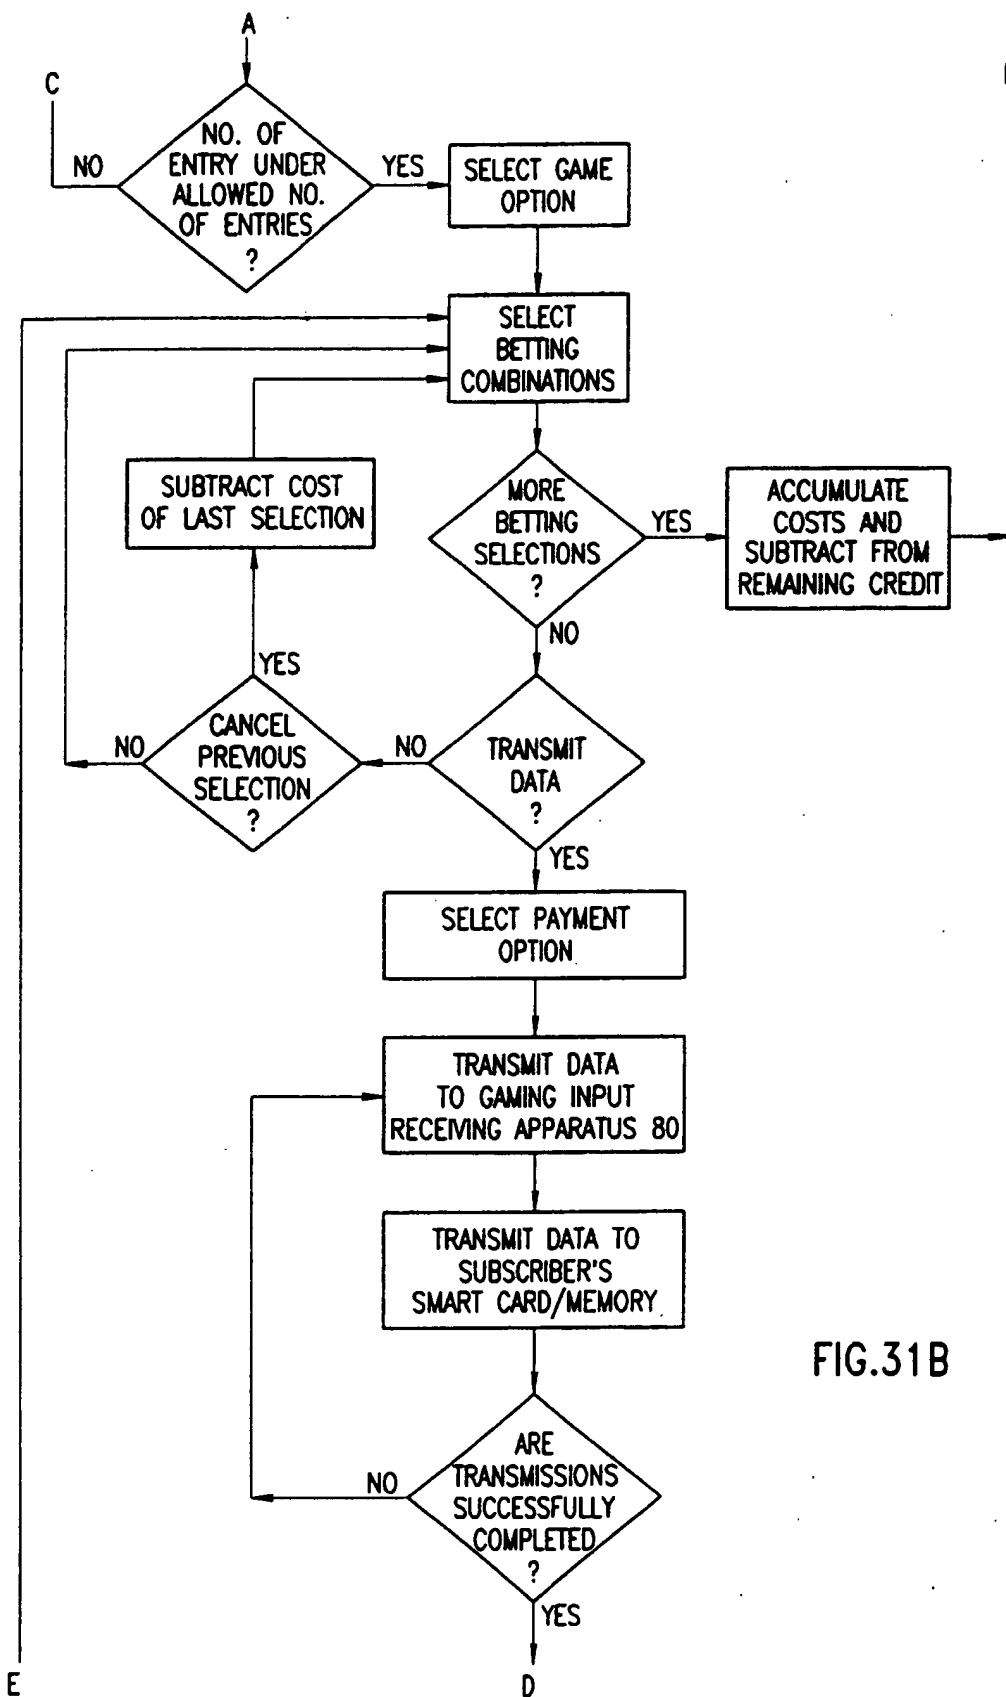 A
C
NO. OF
ENTRY UNDER
ALLOWED NO.
OF ENTRIES
?
NO
YES
SELECT GAME
OPTION
SELECT
BETTING
COMBINATIONS
SUBTRACT COST
OF LAST SELECTION
MORE
BETTING
SELECTIONS
?
YES
ACCUMULATE
COSTS AND
SUBTRACT FROM
REMAINING CREDIT
NO
YES
CANCEL
PREVIOUS
SELECTION
?
NO
NO
TRANSMIT
DATA
?
YES
SELECT PAYMENT
OPTION
TRANSMIT DATA
TO GAMING INPUT
RECEIVING APPARATUS 80
TRANSMIT DATA TO
SUBSCRIBER'S
SMART CARD/MEMORY
FIG.31B
ARE
TRANSMISSIONS
SUCCESSFULLY
COMPLETED
?
NO
YES
E
D